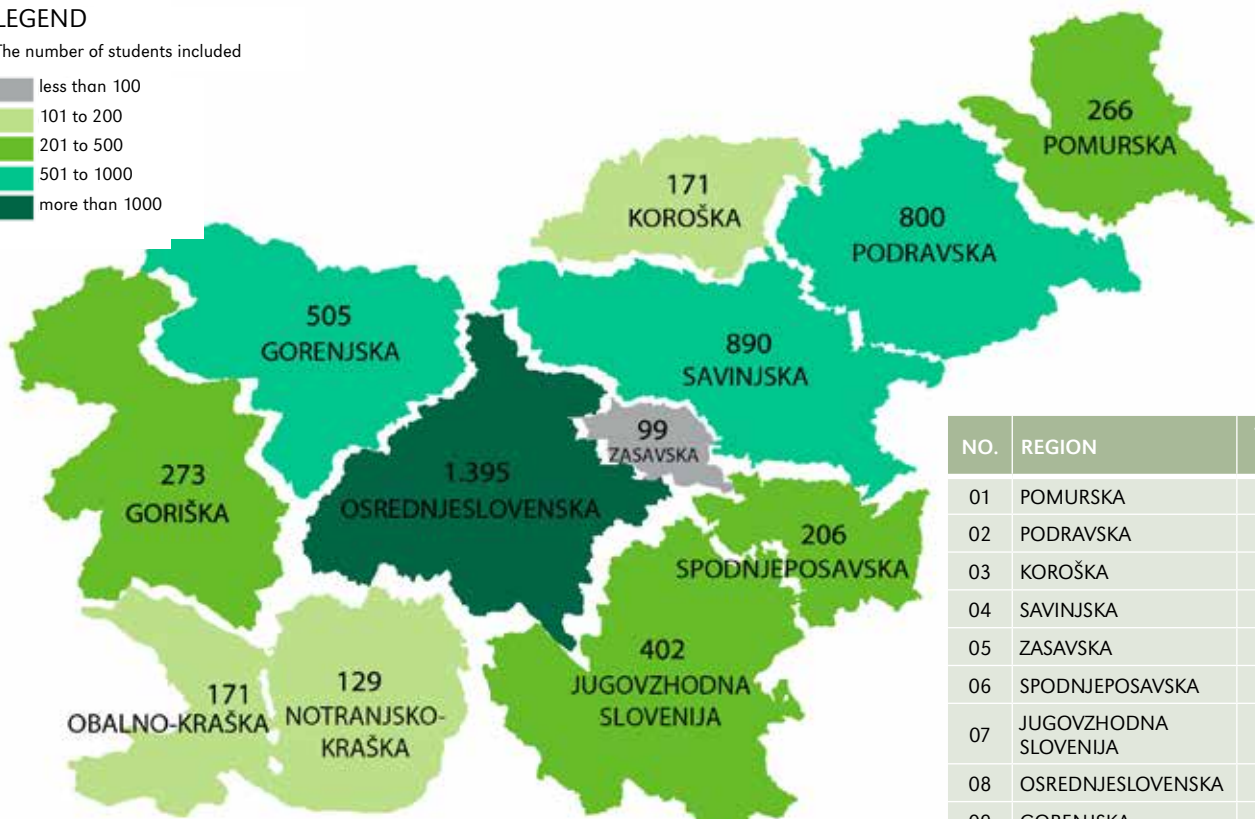 LEGEND
The number of students included
less than 100
101 to 200
201 to 500
501 to 1000
more than 1000
266
POMURSKA
171
KOROŠKA
800
PODRAVSKA
505
GORENJSKA
890
SAVINJSKA
99
ZASAVSKA
273
GORIŠKA
1.395
OSREDNJESLOVENSKA
206
SPODNJEPOSAVSKA
402
JUGOVZHODNA
SLOVENIJA
171
OBALNO-KRAŠKA
129
NOTRANJSKO-
KRAŠKA
NO. REGION
01 POMURSKA
02 PODRAVSKA
03 KOROŠKA
04 SAVINJSKA
05 ZASAVSKA
06 SPODNJEPOSAVSKA
07 JUGOVZHODNA
SLOVENIJA
08 OSREDNJESLOVENSKA
09 GORENJSKA